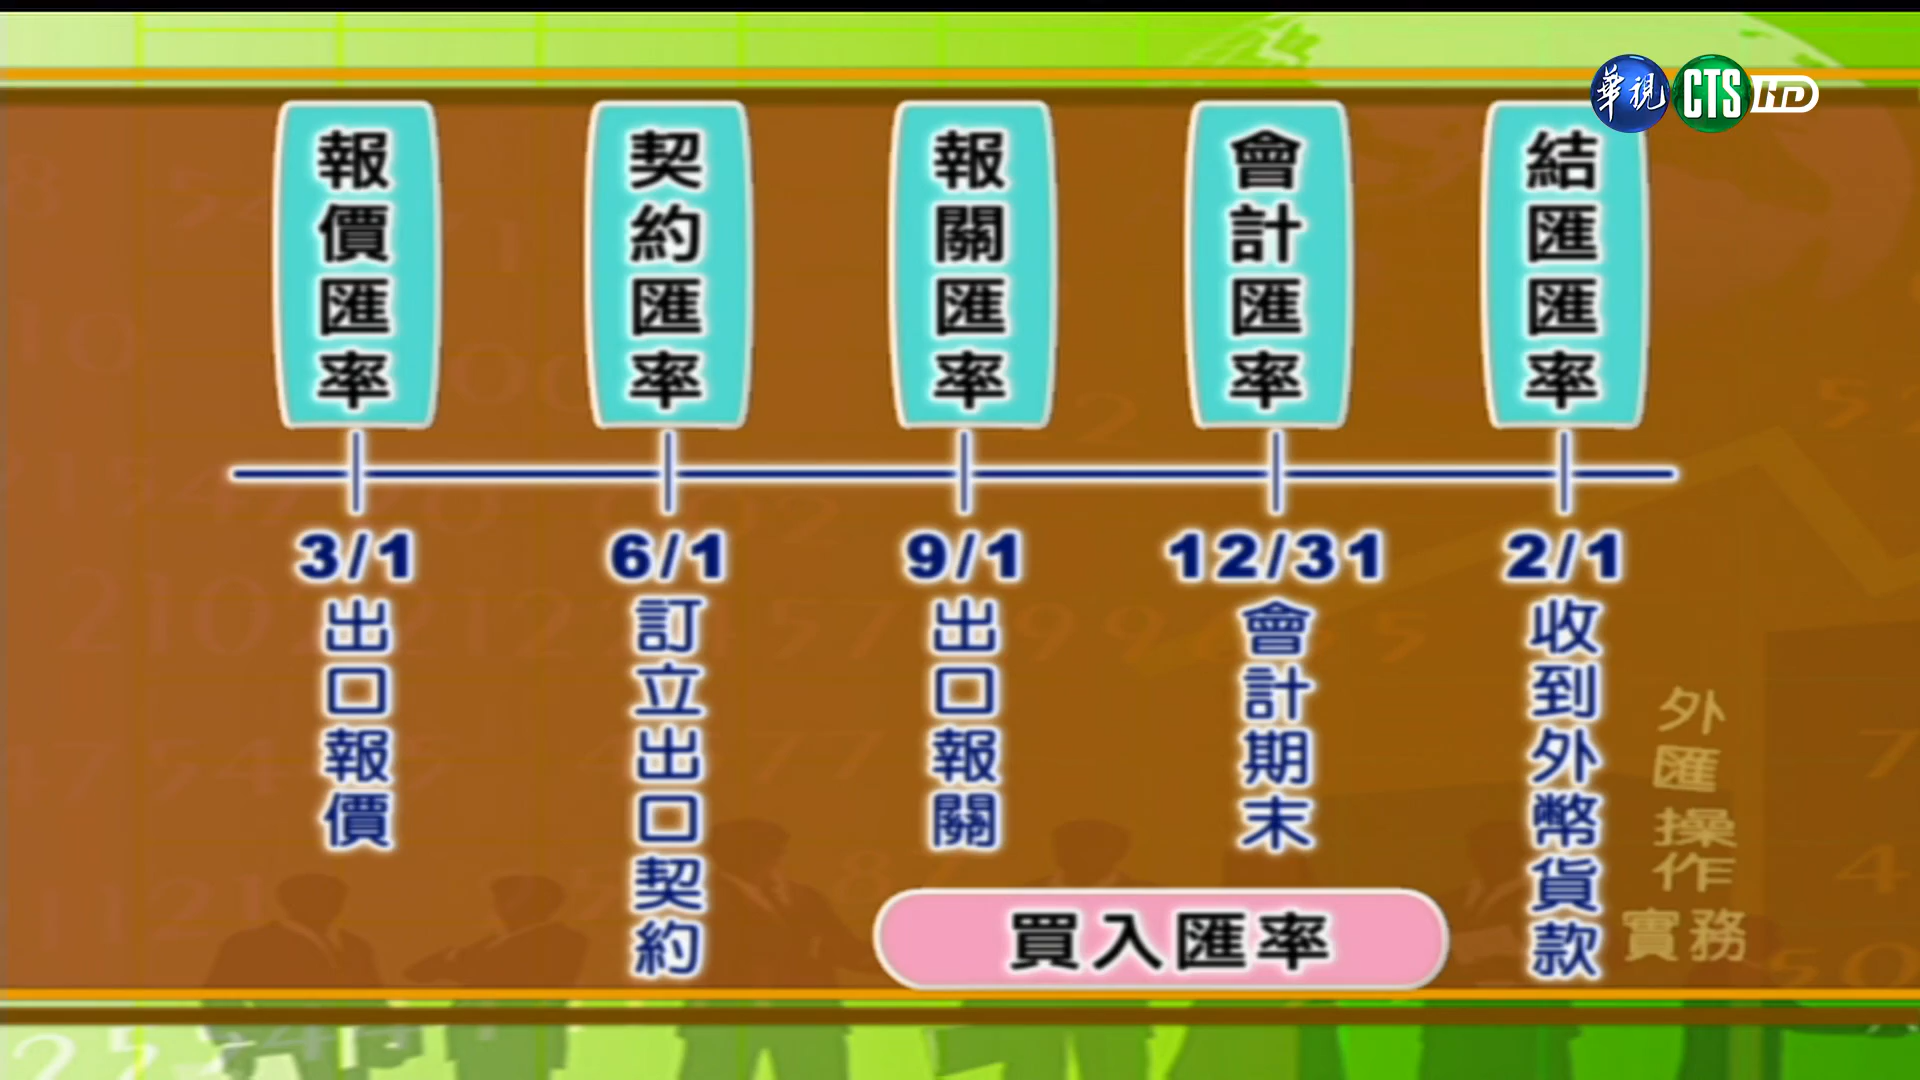 華視 CTS HD
報價匯率
契約匯率
報關匯率
會計匯率
結匯匯率
3/1
6/1
9/1
12/31
2/1
出口報價
訂立出口契約
出口報關
會計期末
收到外幣貨款
買入匯率
外匯操作實務